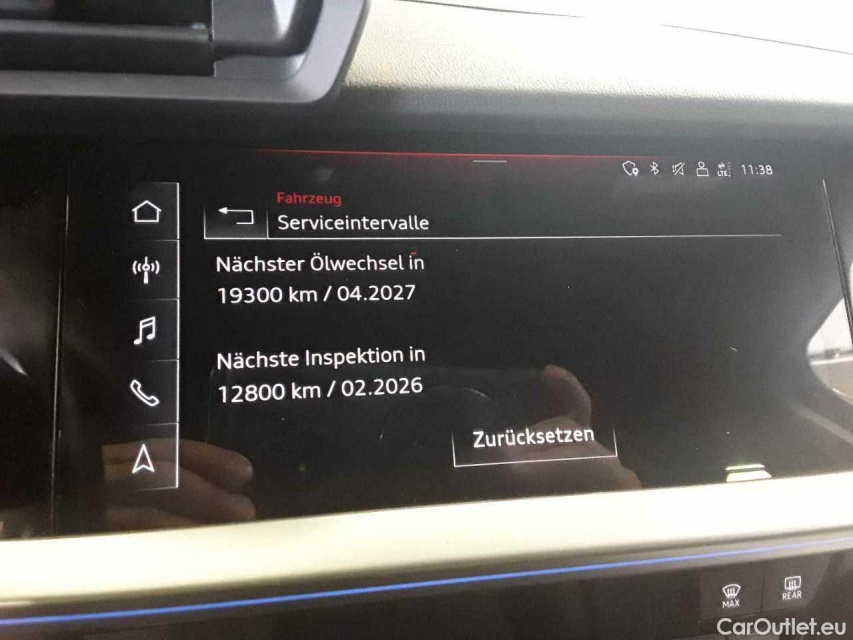 LTE
11:38
Fahrzeug
Serviceintervalle
Nächster Ölwechsel in
19300 km / 04.2027
Nächste Inspektion in
12800 km / 02.2026
Zurücksetzen
MAX
REAR
CarOutlet.eu